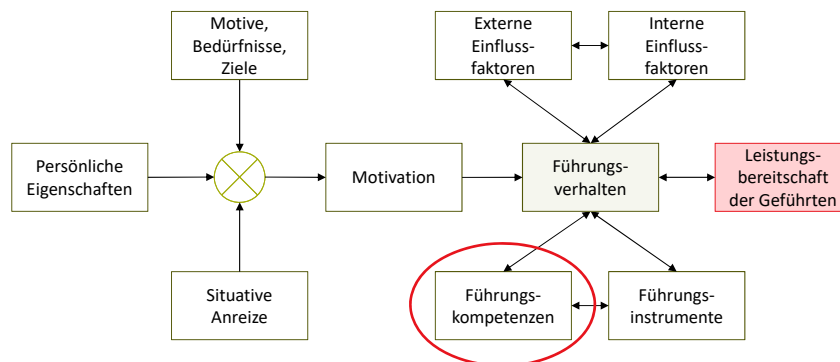 Motive,
Bedürfnisse,
Ziele
Externe
Einfluss-
faktoren
Interne
Einfluss-
faktoren
Persönliche
Eigenschaften
Motivation
Führungs-
verhalten
Leistungs-
bereitschaft
der Geführten
Situative
Anreize
Führungs-
kompetenzen
Führungs-
instrumente